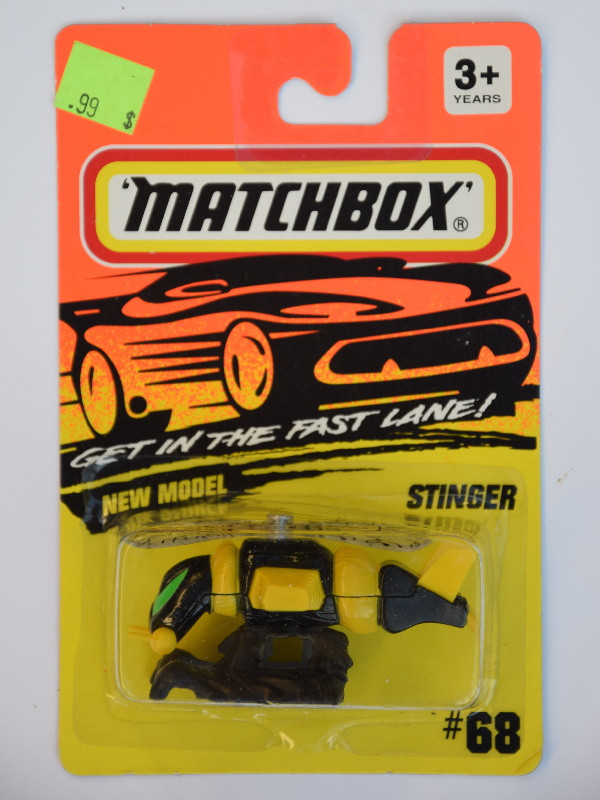 .99 $
3+
YEARS
'MATCHBOX'®
GET IN THE FAST LANE!
NEW MODEL
STINGER
#68